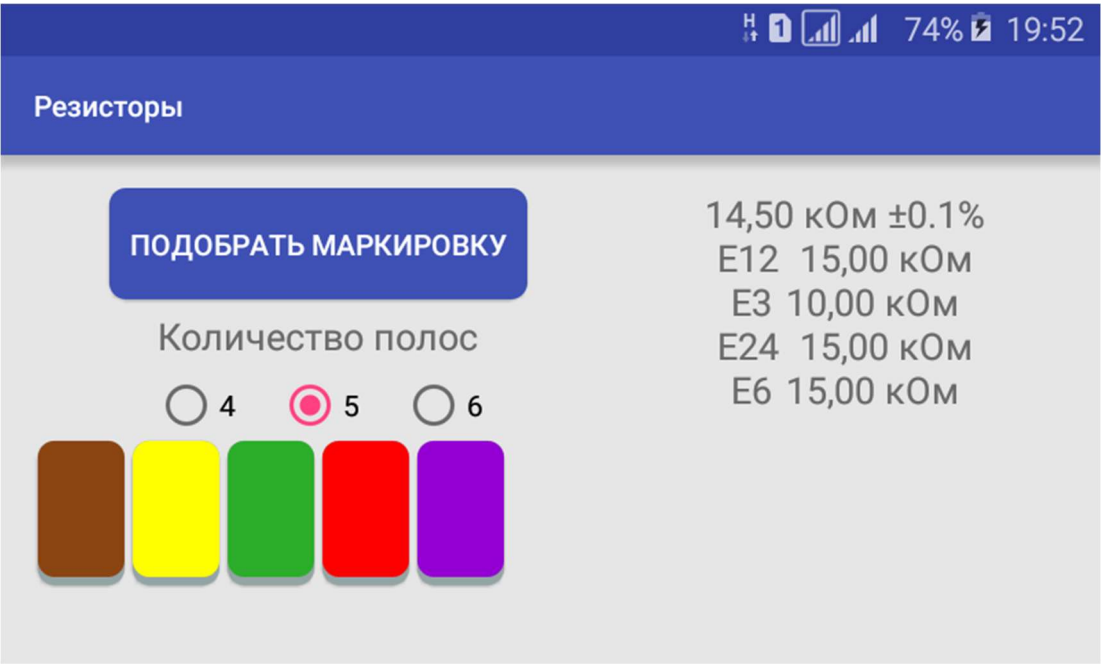 H 1 74% 19:52
Резисторы
ПОДОБРАТЬ МАРКИРОВКУ
Количество полос
4 5 6
14,50 кОм ±0.1%
E12 15,00 кОм
E3 10,00 кОм
E24 15,00 кОм
E6 15,00 кОм